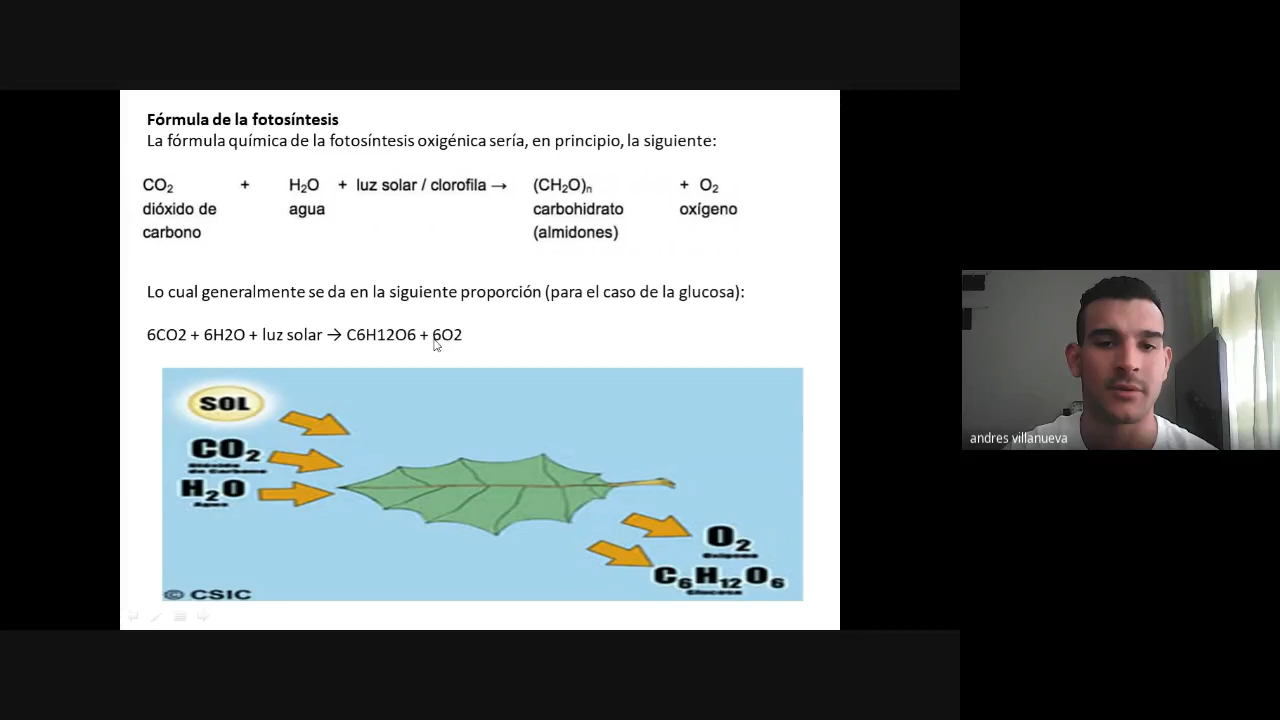 Fórmula de la fotosíntesis
La fórmula química de la fotosíntesis oxigénica sería, en principio, la siguiente:
CO₂ + H₂O + luz solar / clorofila → (CH₂O)ₙ + O₂
dióxido de agua carbohidrato oxígeno
carbono (almidones)
Lo cual generalmente se da en la siguiente proporción (para el caso de la glucosa):
6CO2 + 6H2O + luz solar → C6H12O6 + 6O2
SOL
CO₂
Dióxido
de Carbono
H₂O
Agua
O₂
Oxígeno
C₆H₁₂O₆
Glucosa
© CSIC
andres villanueva